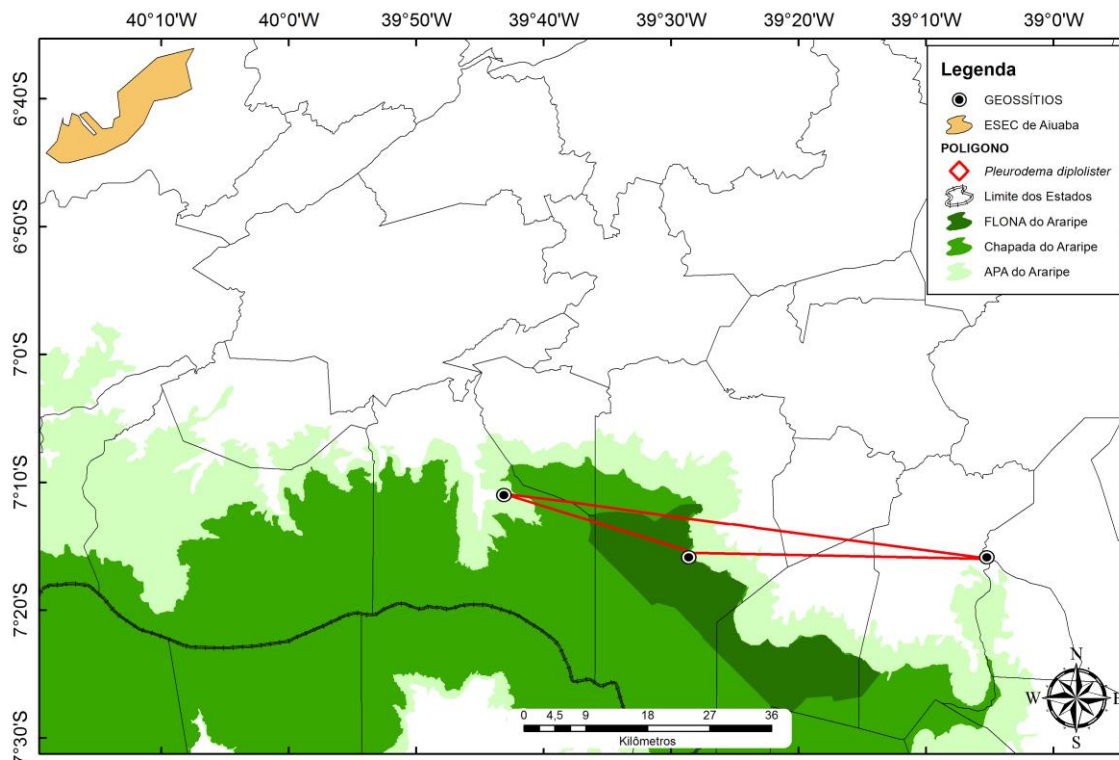 40°10'W 40°0'W 39°50'W 39°40'W 39°30'W 39°20'W 39°10'W 39°0'W
6°40'S
6°50'S
7°0'S
7°10'S
7°20'S
7°30'S
Legenda
GEOSSÍTIOS
ESEC de Aiuaba
POLIGONO
Pleurodema diplolister
Limite dos Estados
FLONA do Araripe
Chapada do Araripe
APA do Araripe
N
W E
S
0 4,5 9 18 27 36
Kilômetros